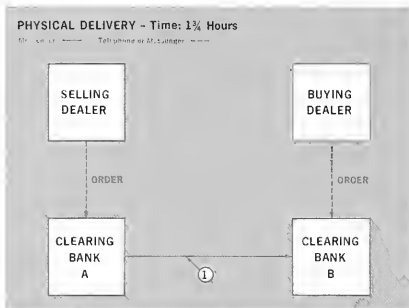 PHYSICAL DELIVERY – Time: 1¾ Hours
Telephone or Messenger
SELLING
DEALER
BUYING
DEALER
ORDER
ORDER
CLEARING
BANK
A
1
CLEARING
BANK
B